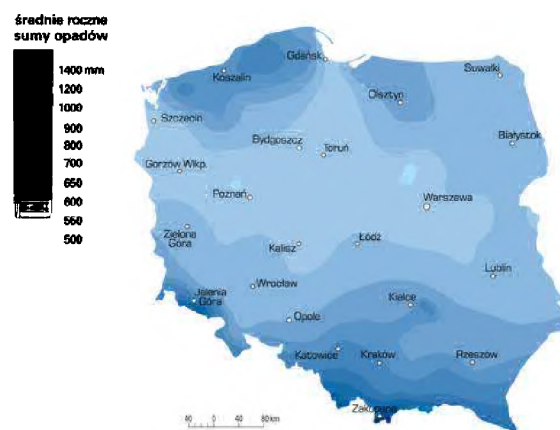 średnie roczne
sumy opadów
1400 mm
1200
1000
900
800
700
650
600
550
500
Gdańsk
Koszalin
Suwałki
Olsztyn
Szczecin
Białystok
Bydgoszcz
Toruń
Gorzów Wlkp.
Poznań
Warszawa
Zielona
Góra
Kalisz
Łódź
Lublin
Wrocław
Jelenia
Góra
Kielce
Opole
Katowice
Kraków
Rzeszów
Zakopane
40 0 40 80 km